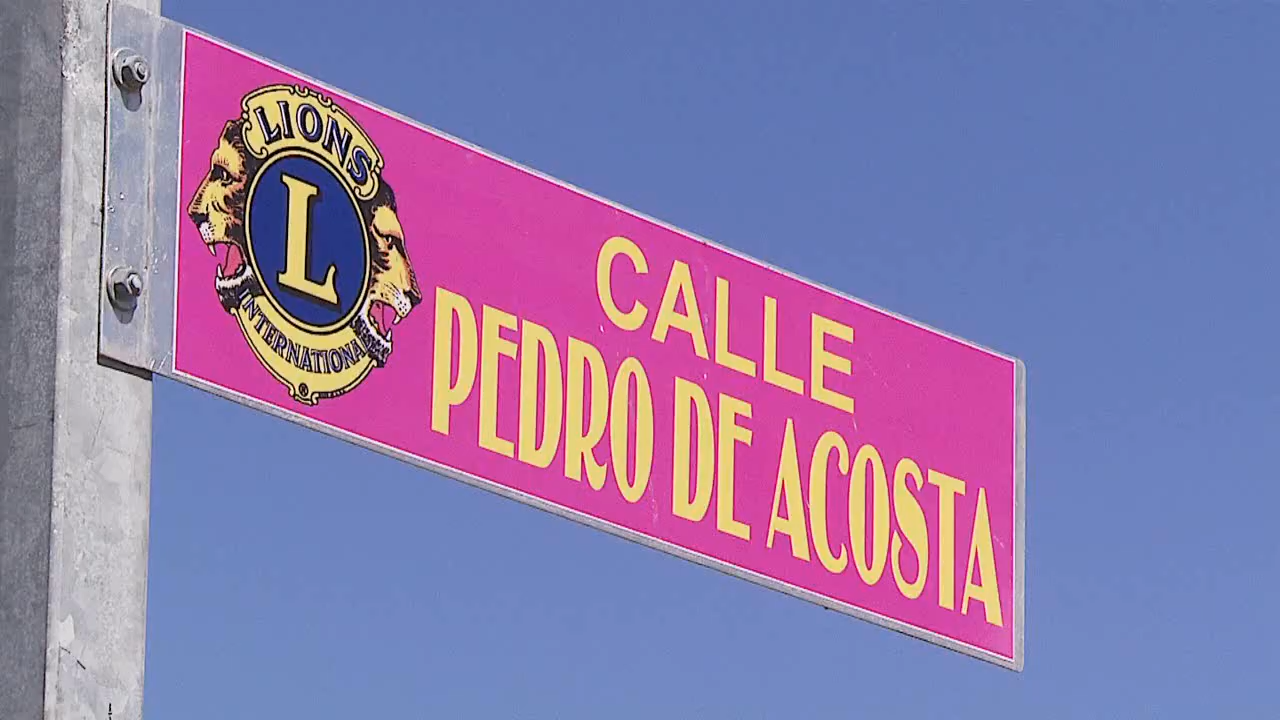 LIONS
L
INTERNATIONAL
®
CALLE
PEDRO DE ACOSTA